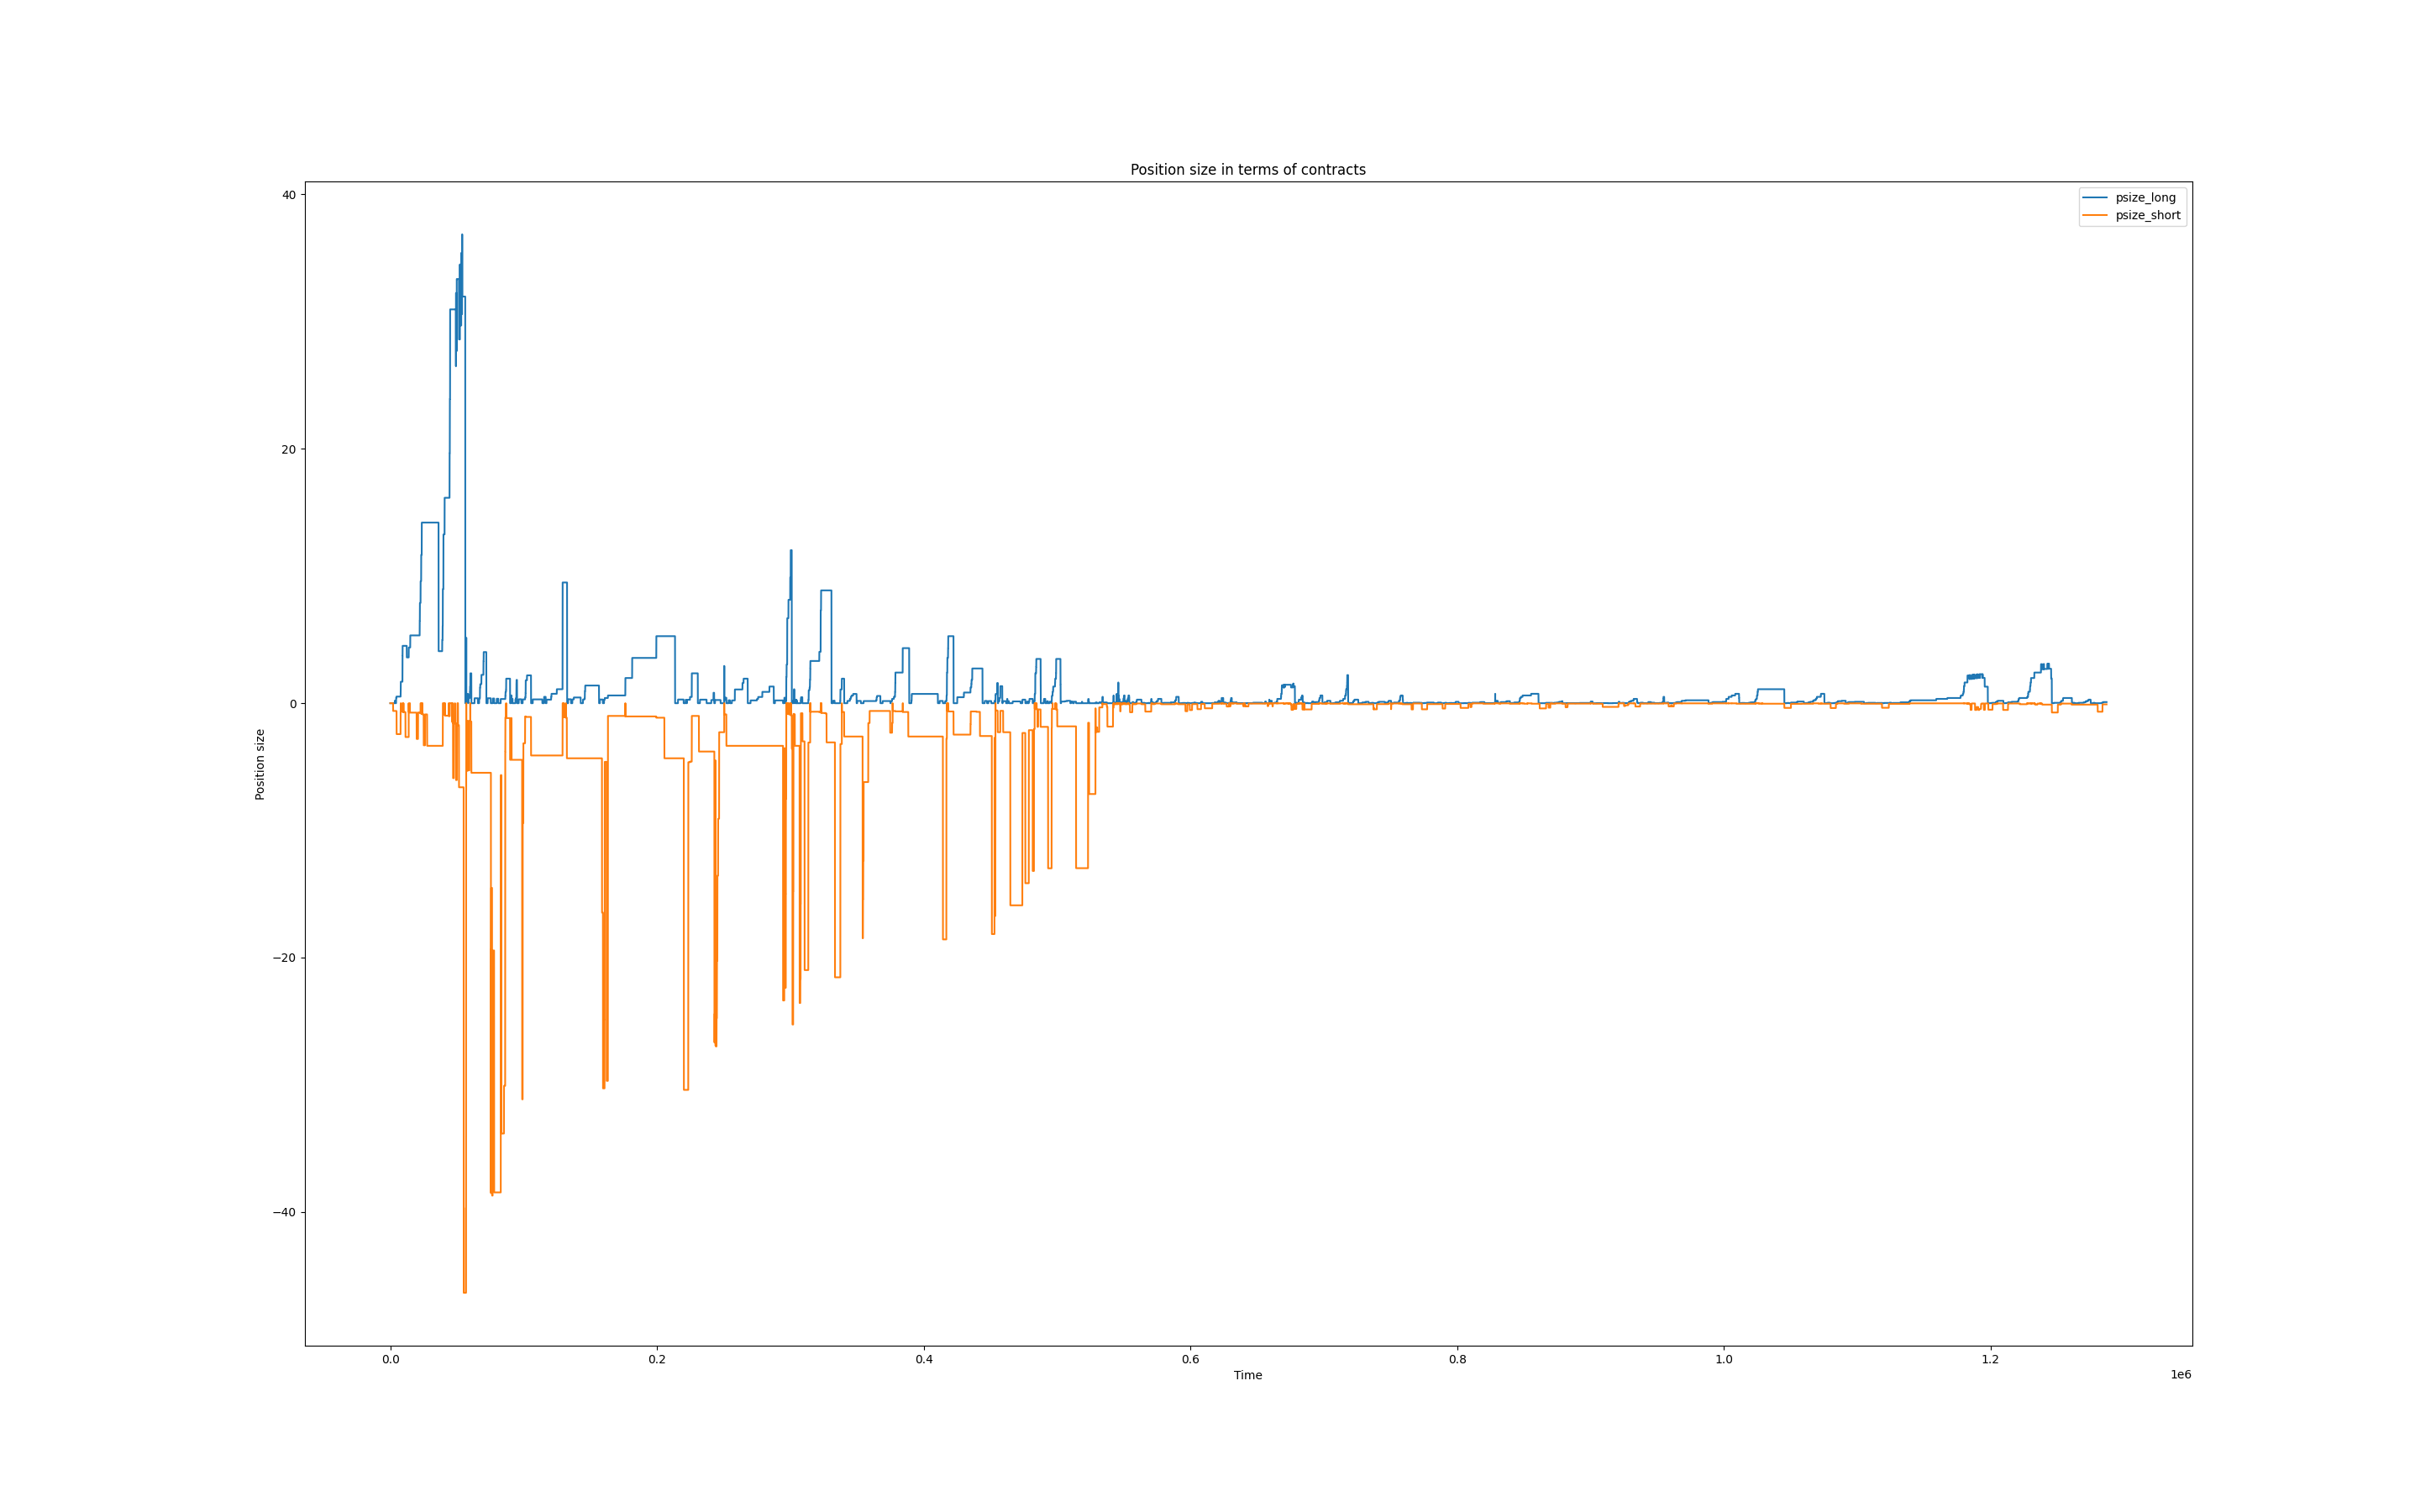 Position size in terms of contracts
psize_long
psize_short
40
20
0
−20
−40
Position size
0.0 0.2 0.4 0.6 0.8 1.0 1.2
Time
1e6